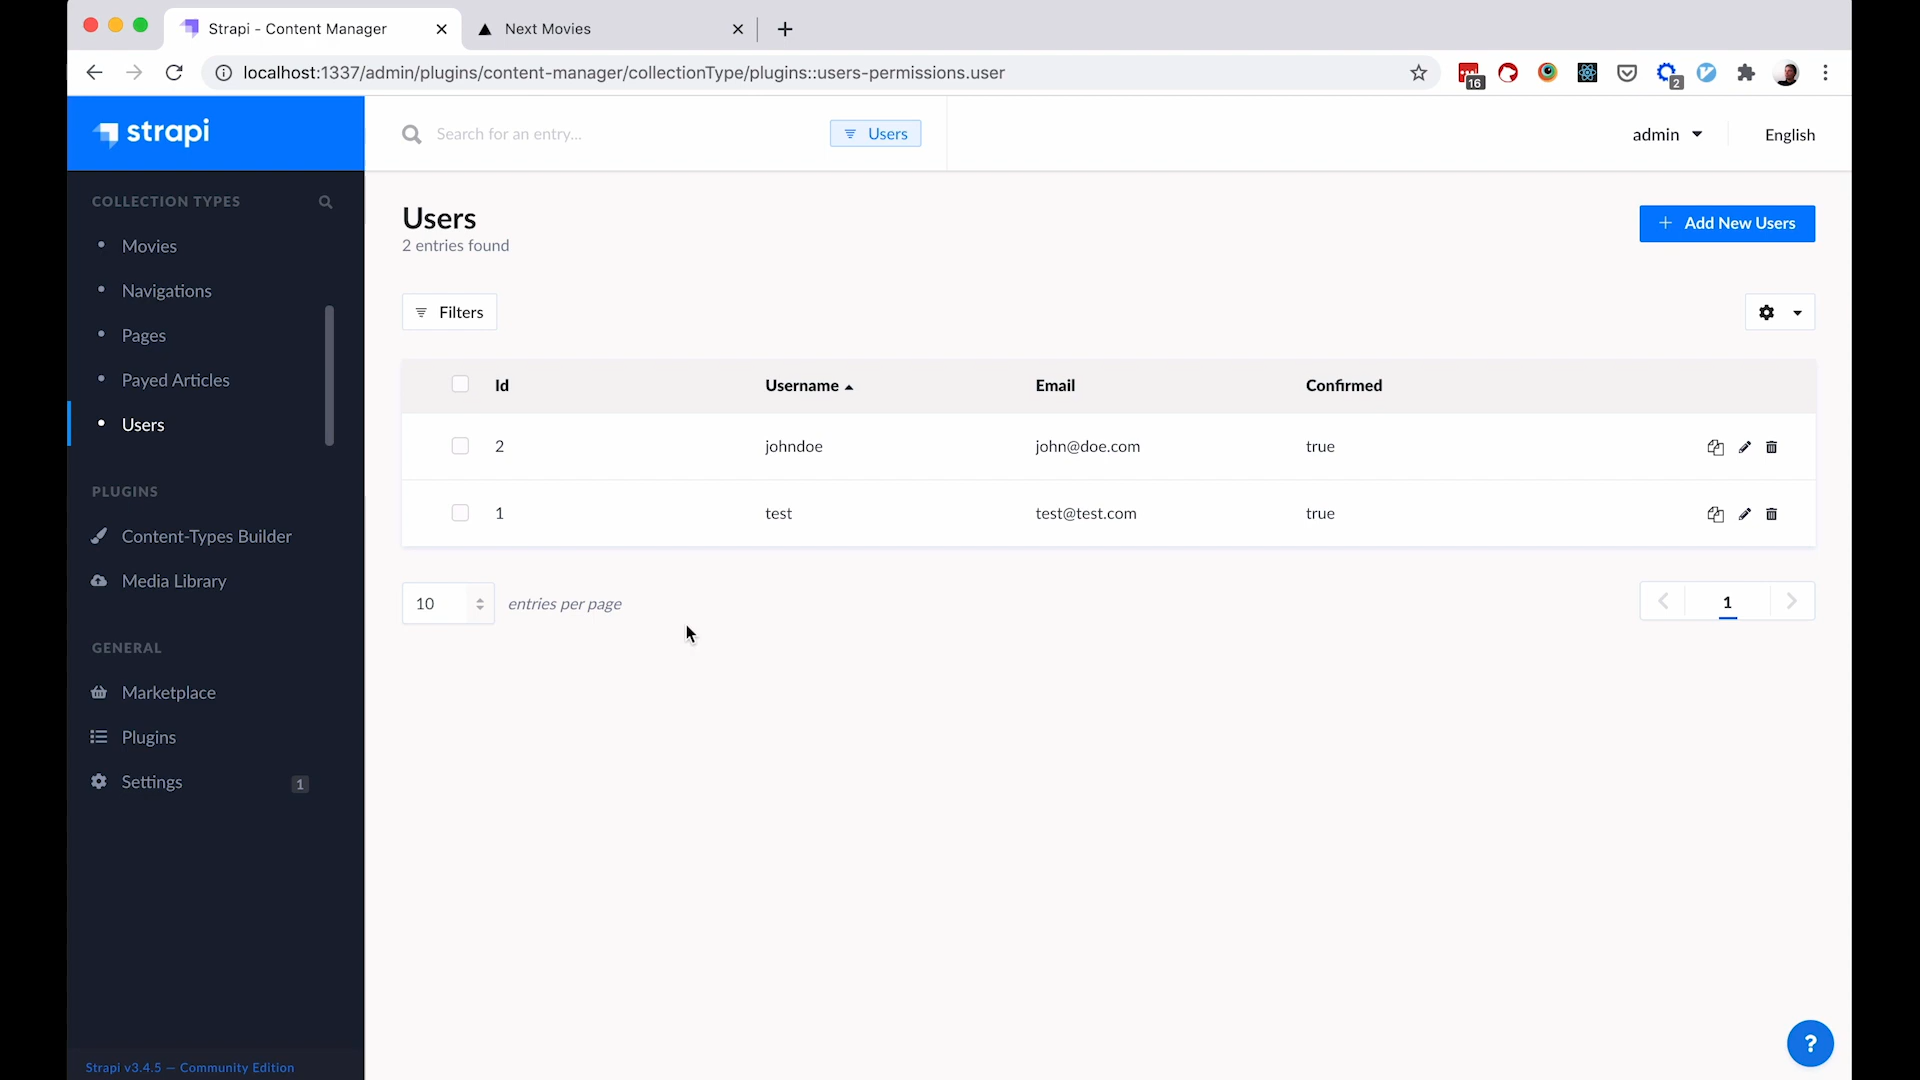 Strapi - Content Manager
Next Movies
localhost:1337/admin/plugins/content-manager/collectionType/plugins::users-permissions.user
16
2
strapi
Search for an entry...
Users
admin
English
COLLECTION TYPES
Movies
Navigations
Pages
Payed Articles
Users
PLUGINS
Content-Types Builder
Media Library
GENERAL
Marketplace
Plugins
Settings
1
Strapi v3.4.5 — Community Edition
Users
2 entries found
Add New Users
Filters
Id Username Email Confirmed
2 johndoe john@doe.com true
1 test test@test.com true
10 entries per page
1
?